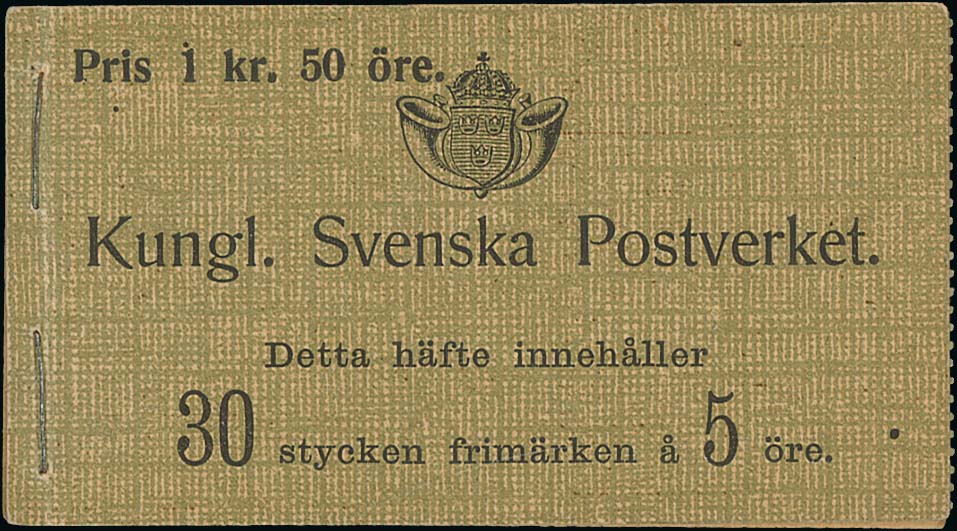 Pris 1 kr. 50 öre.
Kungl. Svenska Postverket.
Detta häfte innehåller
30 stycken frimärken å 5 öre.